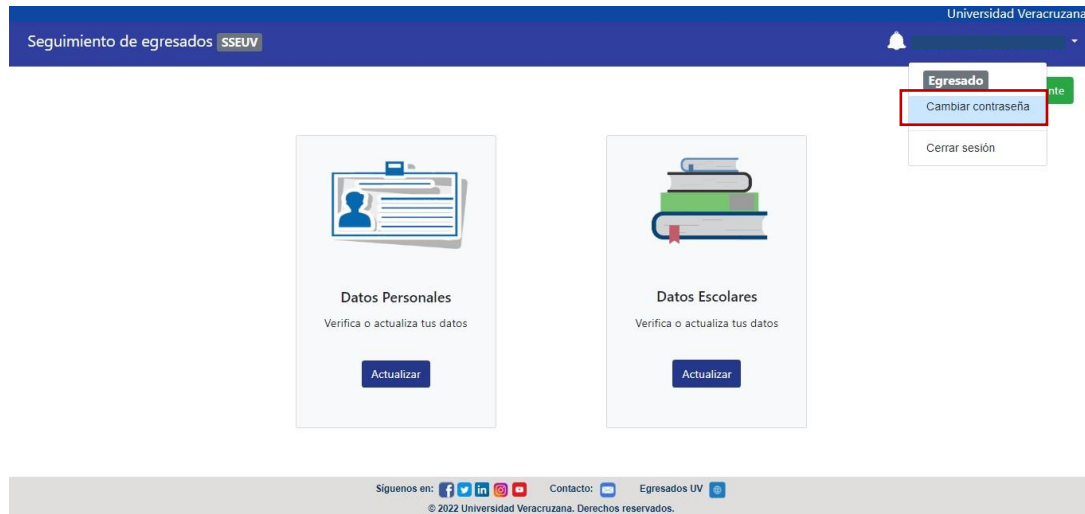 Universidad Veracruzana
Seguimiento de egresados SSEUV
Egresado
nte
Cambiar contraseña
Cerrar sesión
Datos Personales
Verifica o actualiza tus datos
Actualizar
Datos Escolares
Verifica o actualiza tus datos
Actualizar
Síguenos en: Contacto: Egresados UV
© 2022 Universidad Veracruzana. Derechos reservados.